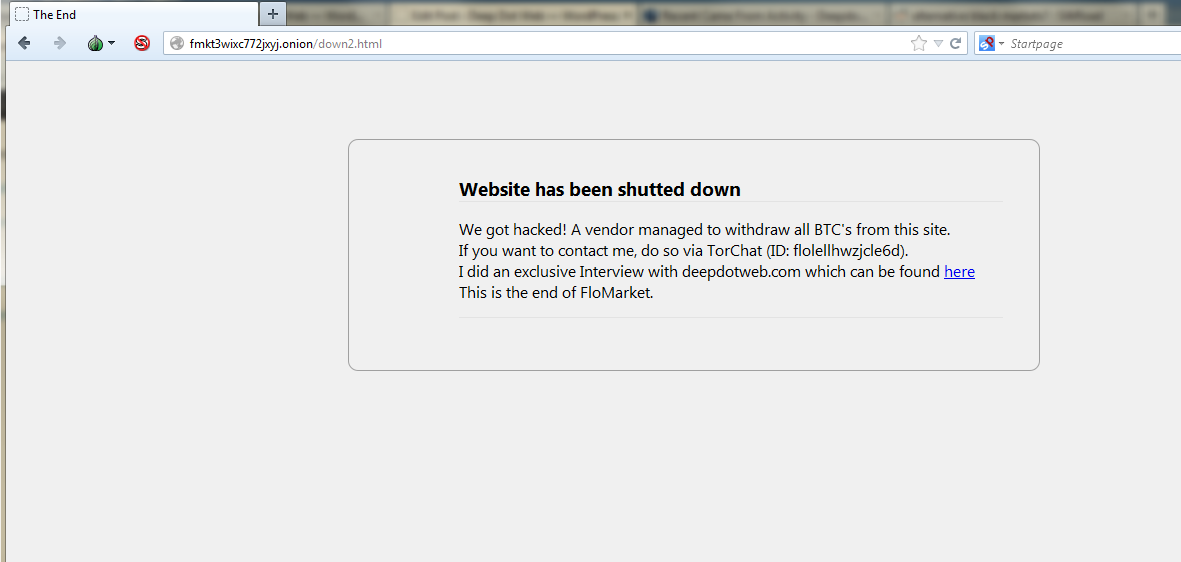 The End
fmkt3wixc772jxyj.onion/down2.html
Startpage
Website has been shutted down
We got hacked! A vendor managed to withdraw all BTC's from this site.
If you want to contact me, do so via TorChat (ID: flolellhwzjcle6d).
I did an exclusive Interview with deepdotweb.com which can be found here
This is the end of FloMarket.